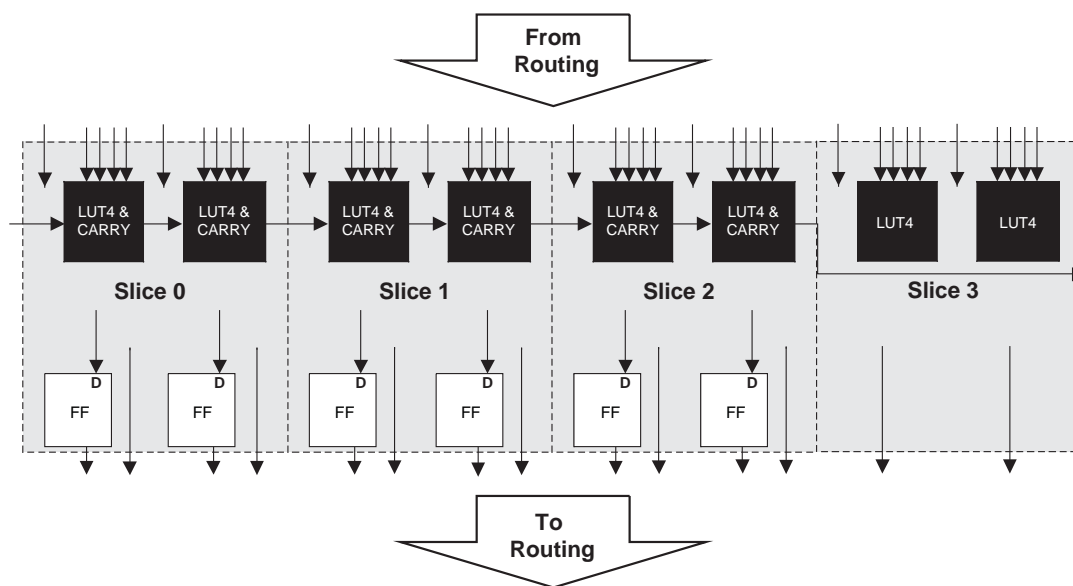 From
Routing
LUT4 &
CARRY
LUT4 &
CARRY
LUT4 &
CARRY
LUT4 &
CARRY
LUT4 &
CARRY
LUT4 &
CARRY
LUT4
LUT4
Slice 0
Slice 1
Slice 2
Slice 3
D
FF
D
FF
D
FF
D
FF
D
FF
D
FF
To
Routing